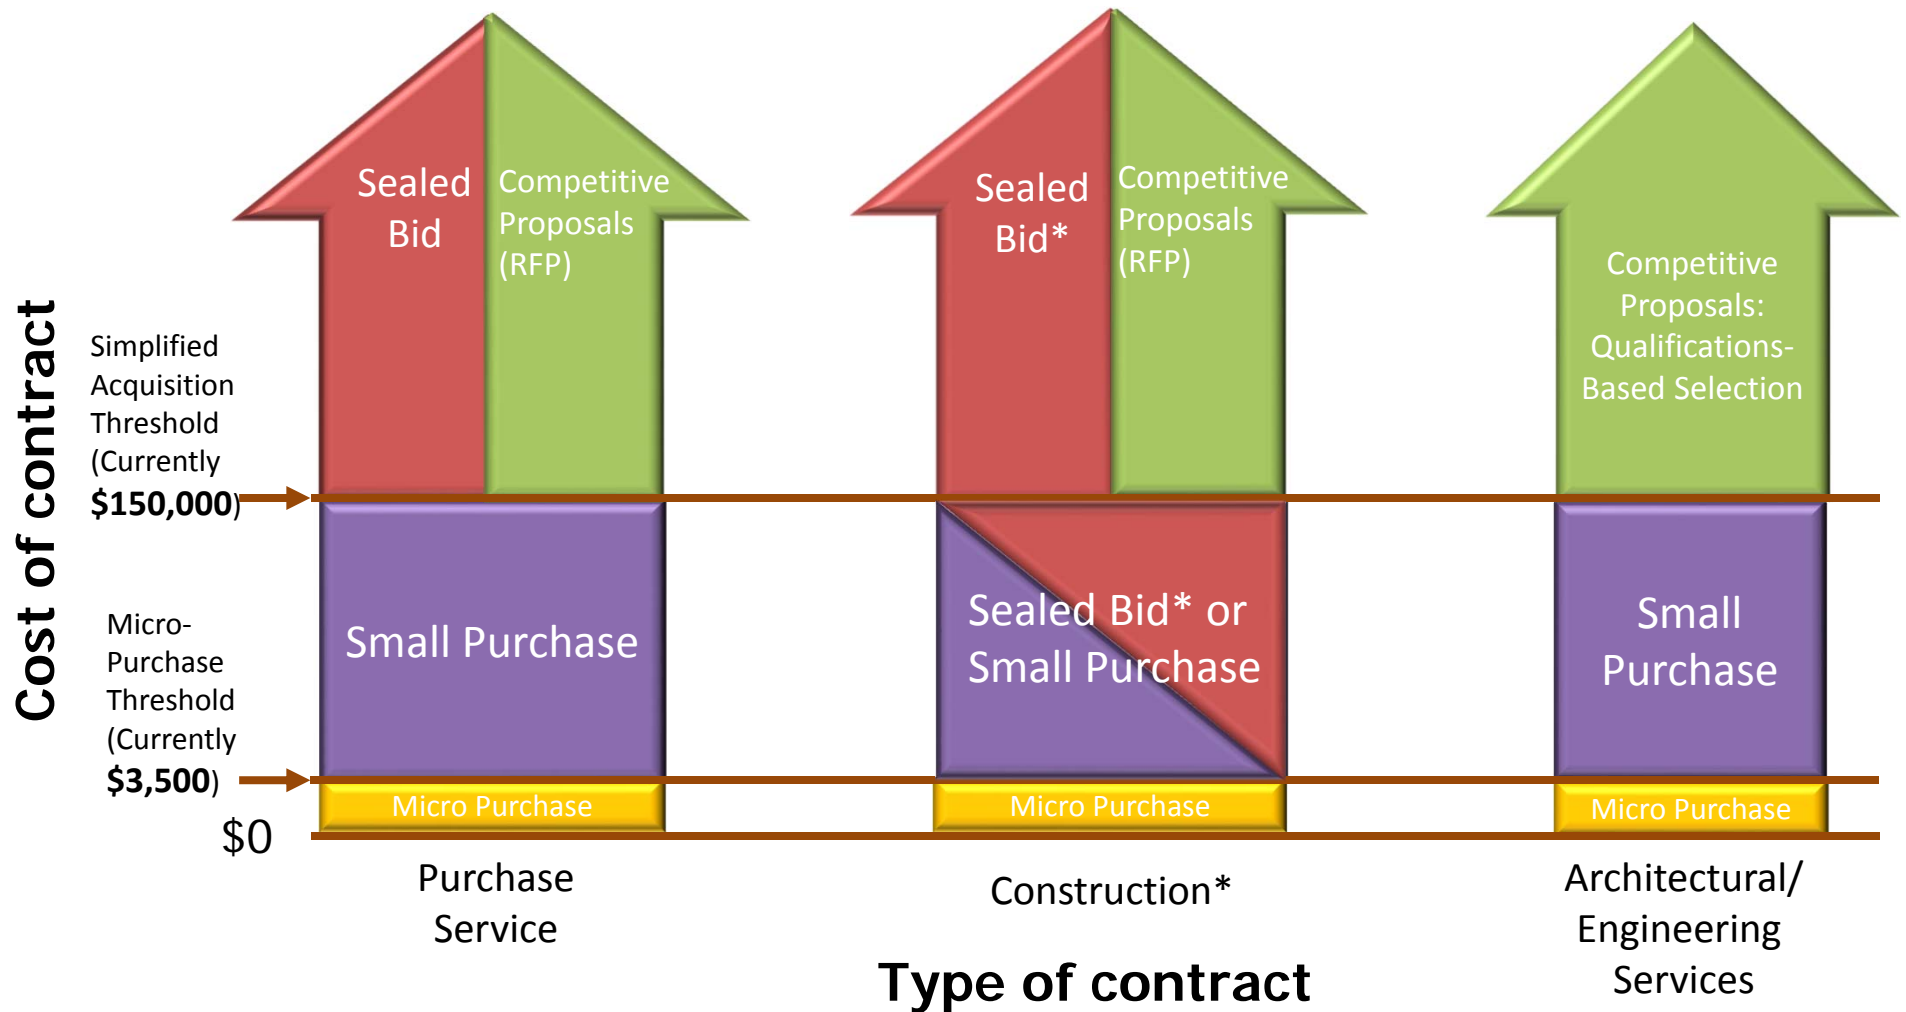 Cost of contract
Simplified
Acquisition
Threshold
(Currently
$150,000)
Micro-
Purchase
Threshold
(Currently
$3,500)
$0
Sealed
Bid
Competitive
Proposals
(RFP)
Small Purchase
Micro Purchase
Purchase
Service
Sealed
Bid*
Competitive
Proposals
(RFP)
Sealed Bid* or
Small Purchase
Micro Purchase
Construction*
Competitive
Proposals:
Qualifications-
Based Selection
Small
Purchase
Micro Purchase
Architectural/
Engineering
Services
Type of contract